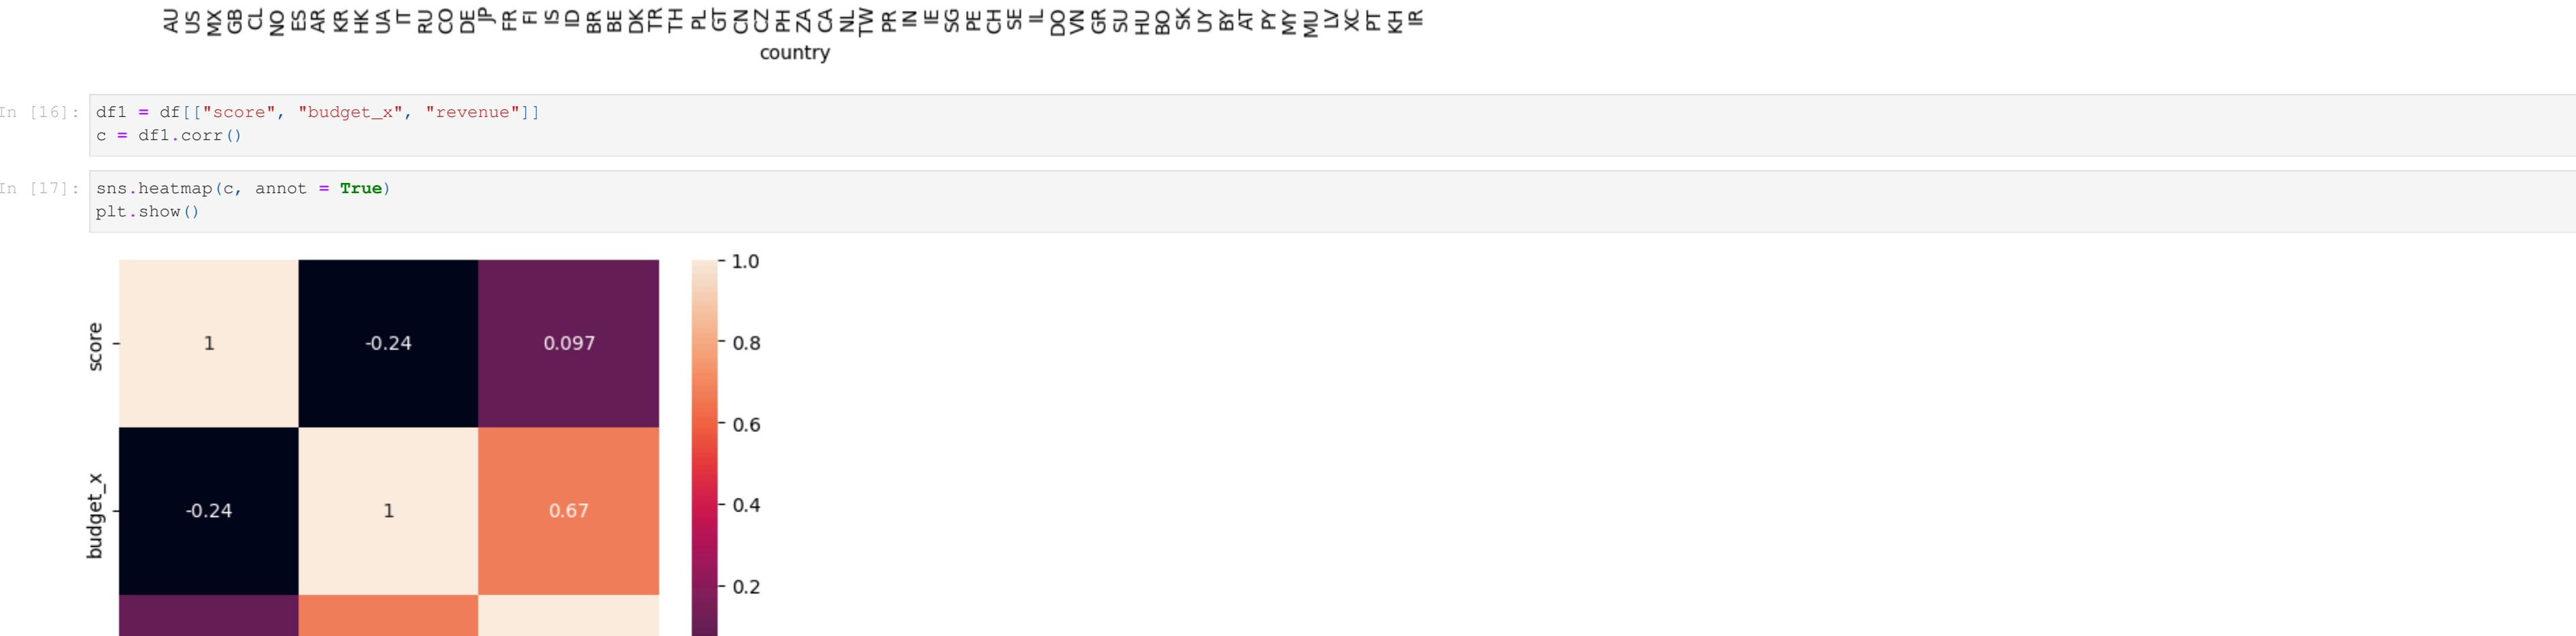 AU US MX GB CL NO ES AR KR HK UA IT RU CO DE JP FR FI IS ID BR BE DK TR TH PL GT CN CZ PH ZA CA NL TW PR IN IE SG PE CH SE IL DO VN GR SU HU BO SK UY BY AT PY MY MU LV XC PT KH IR
country
In [16]: df1 = df[["score", "budget_x", "revenue"]]
c = df1.corr()
In [17]: sns.heatmap(c, annot = True)
plt.show()
1.0
score 1 -0.24 0.097 0.8
0.6
budget_x -0.24 1 0.67 0.4
0.2